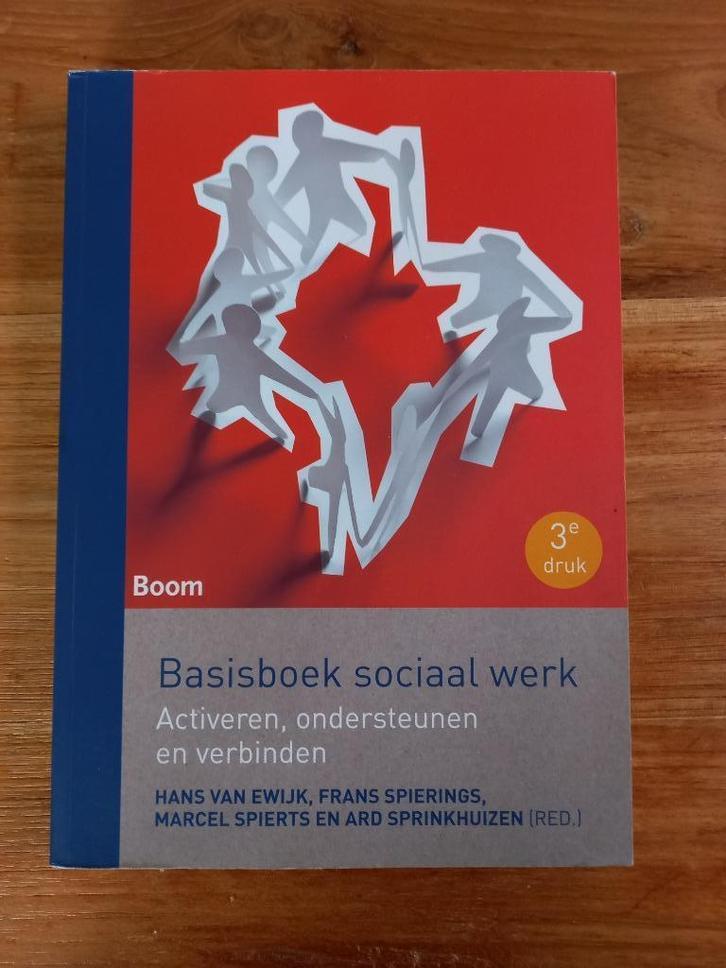 3e
druk
Boom
Basisboek sociaal werk
Activeren, ondersteunen
en verbinden
HANS VAN EWIJK, FRANS SPIERINGS,
MARCEL SPIERTS EN ARD SPRINKHUIZEN (RED.)